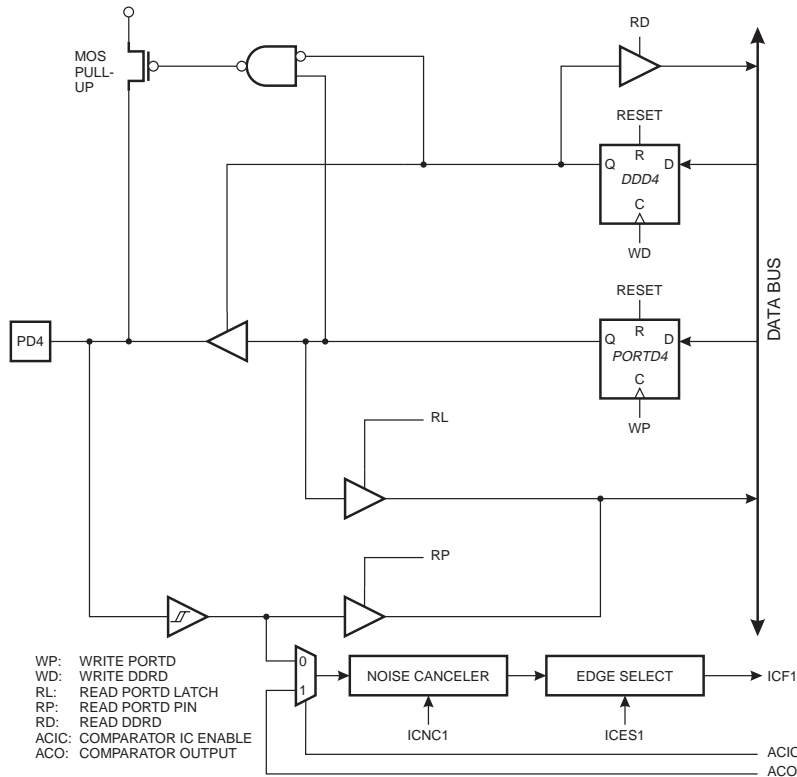 RD
MOS
PULL-
UP
RESET
R
Q
D
DDD4
C
WD
DATA BUS
RESET
R
Q
D
PORTD4
C
WP
PD4
RL
RP
0
1
NOISE CANCELER
EDGE SELECT
ICF1
ICNC1
ICES1
ACIC
ACO
WP: WRITE PORTD
WD: WRITE DDRD
RL: READ PORTD LATCH
RP: READ PORTD PIN
RD: READ DDRD
ACIC: COMPARATOR IC ENABLE
ACO: COMPARATOR OUTPUT